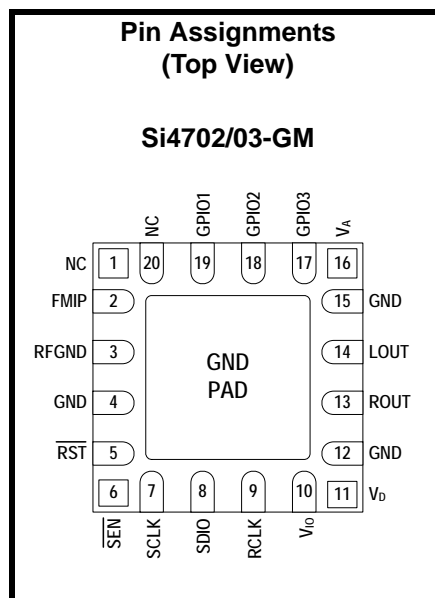 Pin Assignments
(Top View)
Si4702/03-GM
NC
GPIO1
GPIO2
GPIO3
VA
NC 1 20 19 18 17 16
FMIP 2 15 GND
RFGND 3 14 LOUT
GND
PAD
GND 4 13 ROUT
RST 5 12 GND
6 7 8 9 10 11 VD
SEN
SCLK
SDIO
RCLK
VIO